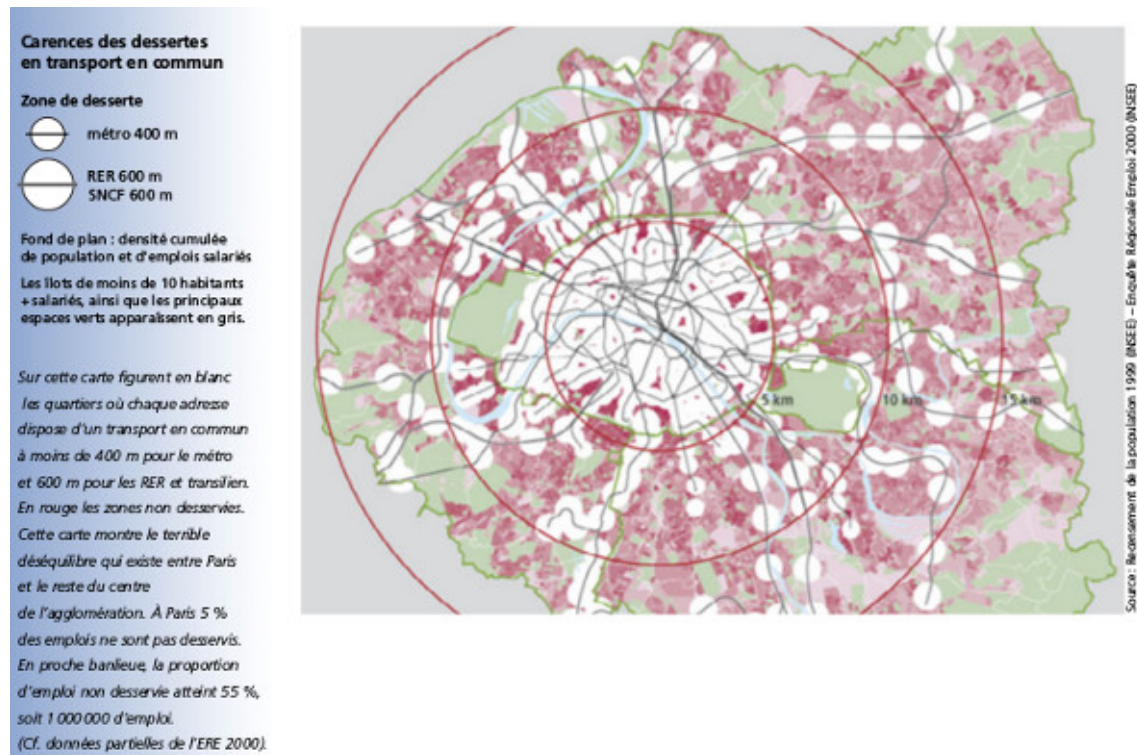 Carences des dessertes
en transport en commun
Zone de desserte
métro 400 m
RER 600 m
SNCF 600 m
Fond de plan : densité cumulée
de population et d'emplois salariés
Les îlots de moins de 10 habitants
+ salariés, ainsi que les principaux
espaces verts apparaîssent en gris.
Sur cette carte figurent en blanc
les quartiers où chaque adresse
dispose d'un transport en commun
à moins de 400 m pour le métro
et 600 m pour les RER et transilien.
En rouge les zones non desservies.
Cette carte montre le terrible
déséquilibre qui existe entre Paris
et le reste du centre
de l'agglomération. À Paris 5 %
des emplois ne sont pas desservis.
En proche banlieue, la proportion
d'emploi non desservie atteint 55 %,
soit 1 000 000 d'emploi.
(Cf. données partielles de l'ERE 2000).
5 km
10 km
15 km
Source : Recensement de la population 1999 (INSEE) – Enquête Régionale Emploi 2000 (INSEE)